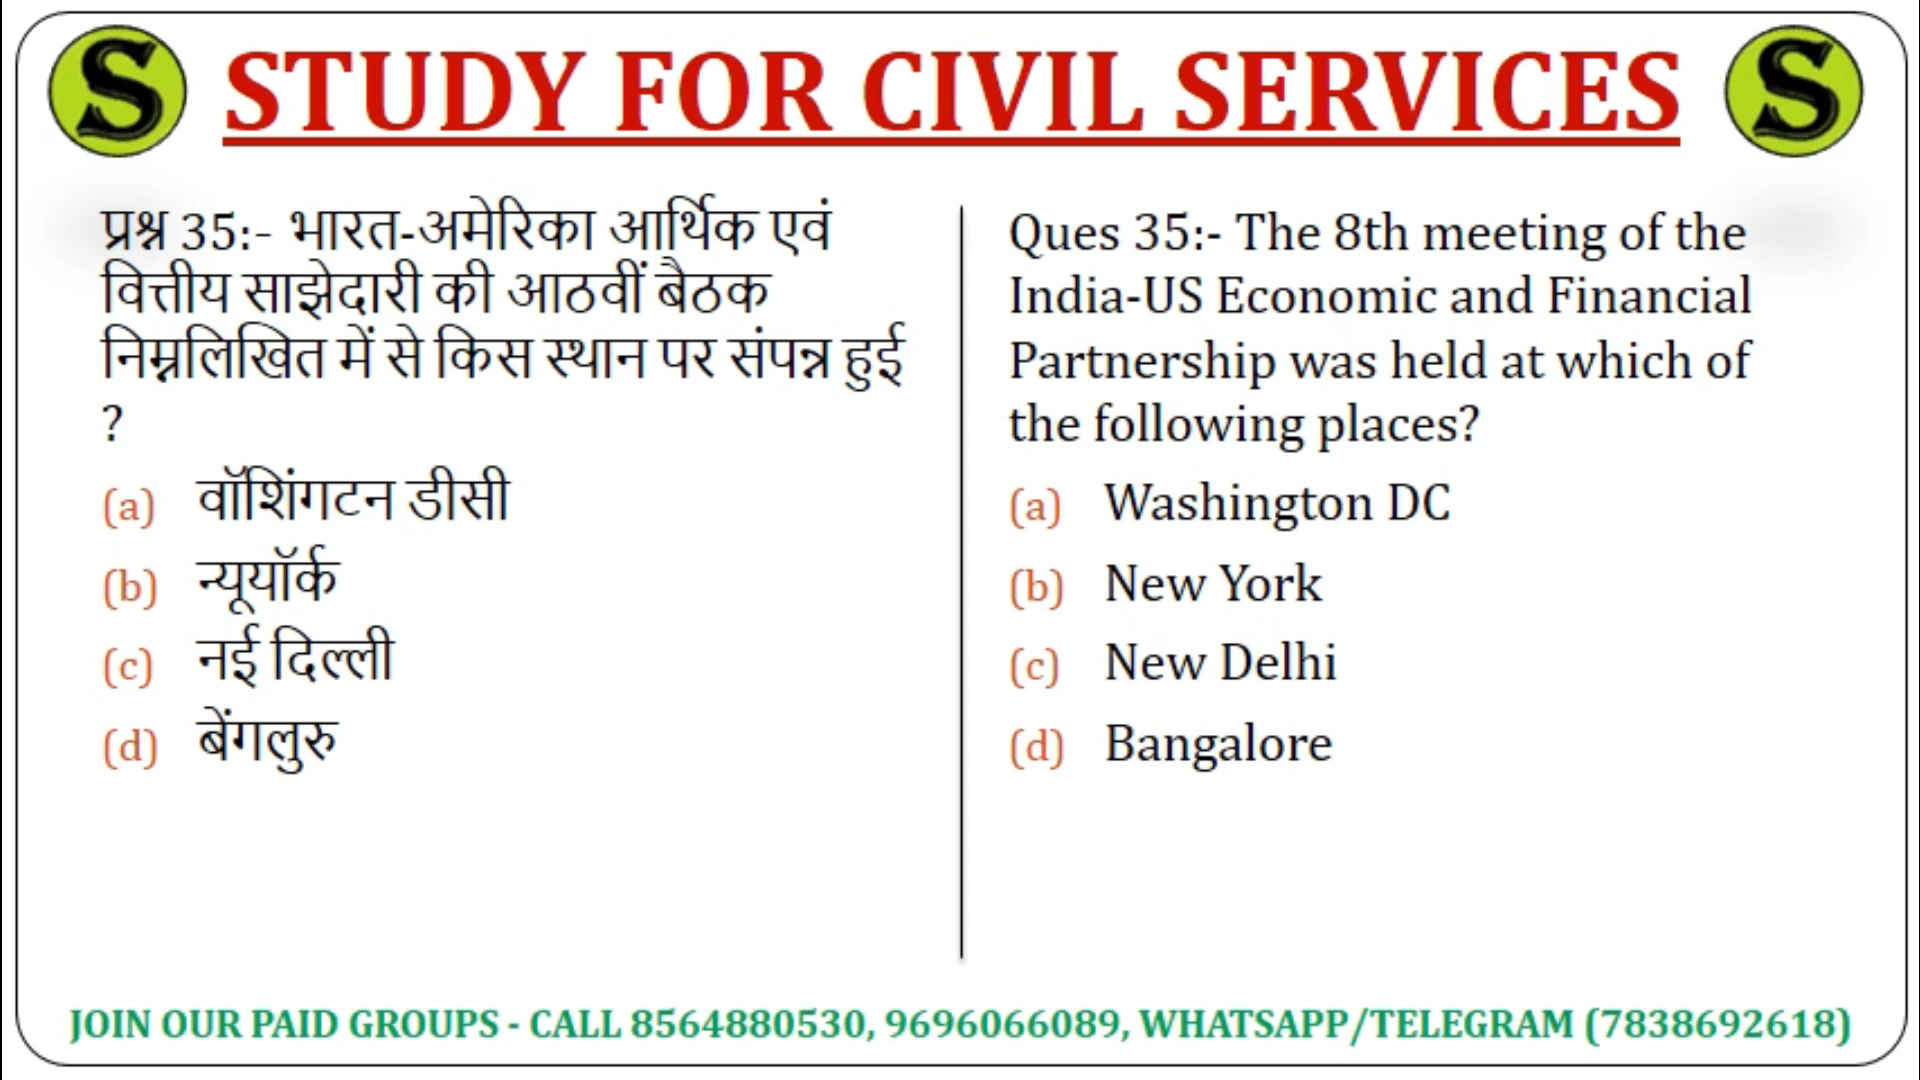 STUDY FOR CIVIL SERVICES
S
S
प्रश्न 35:- भारत-अमेरिका आर्थिक एवं
वित्तीय साझेदारी की आठवीं बैठक
निम्नलिखित में से किस स्थान पर संपन्न हुई
?
(a) वॉशिंगटन डीसी
(b) न्यूयॉर्क
(c) नई दिल्ली
(d) बेंगलुरु
Ques 35:- The 8th meeting of the
India-US Economic and Financial
Partnership was held at which of
the following places?
(a) Washington DC
(b) New York
(c) New Delhi
(d) Bangalore
JOIN OUR PAID GROUPS - CALL 8564880530, 9696066089, WHATSAPP/TELEGRAM (7838692618)